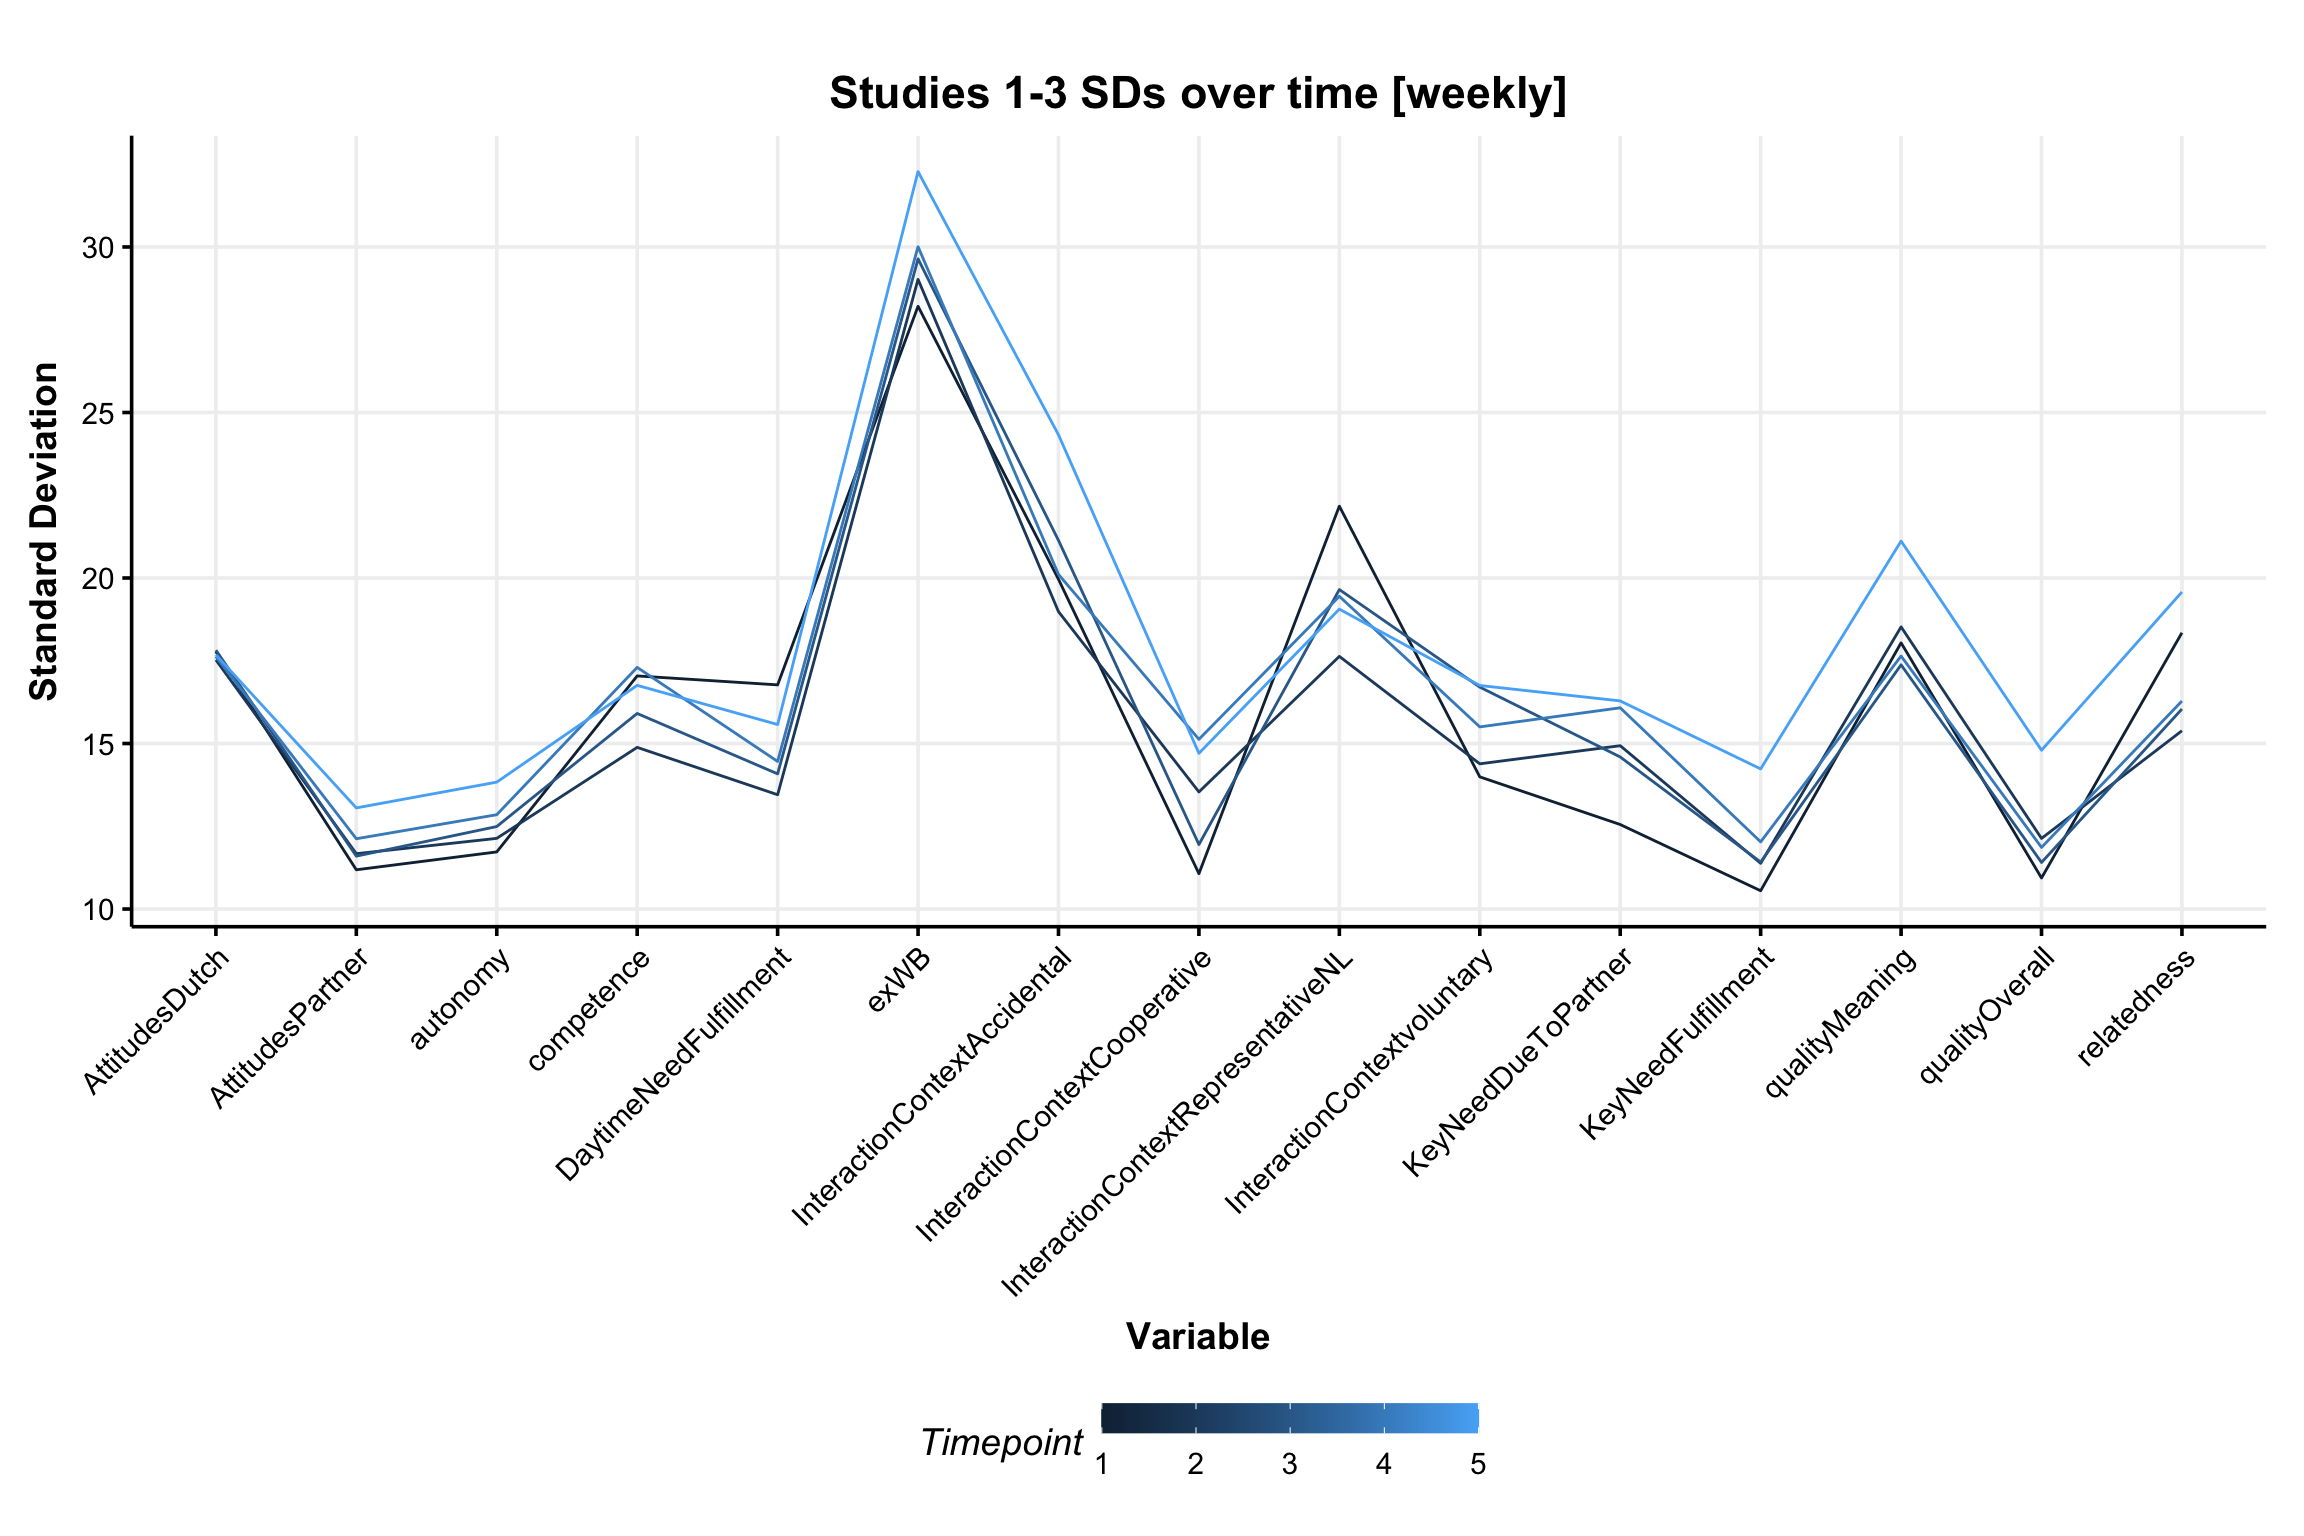 Studies 1-3 SDs over time [weekly]
Standard Deviation
30
25
20
15
10
AttitudesDutch
AttitudesPartner
autonomy
competence
DaytimeNeedFulfillment
exWB
InteractionContextAccidental
InteractionContextCooperative
InteractionContextRepresentativeNL
InteractionContextvoluntary
KeyNeedDueToPartner
KeyNeedFulfillment
qualityMeaning
qualityOverall
relatedness
Variable
Timepoint
1 2 3 4 5